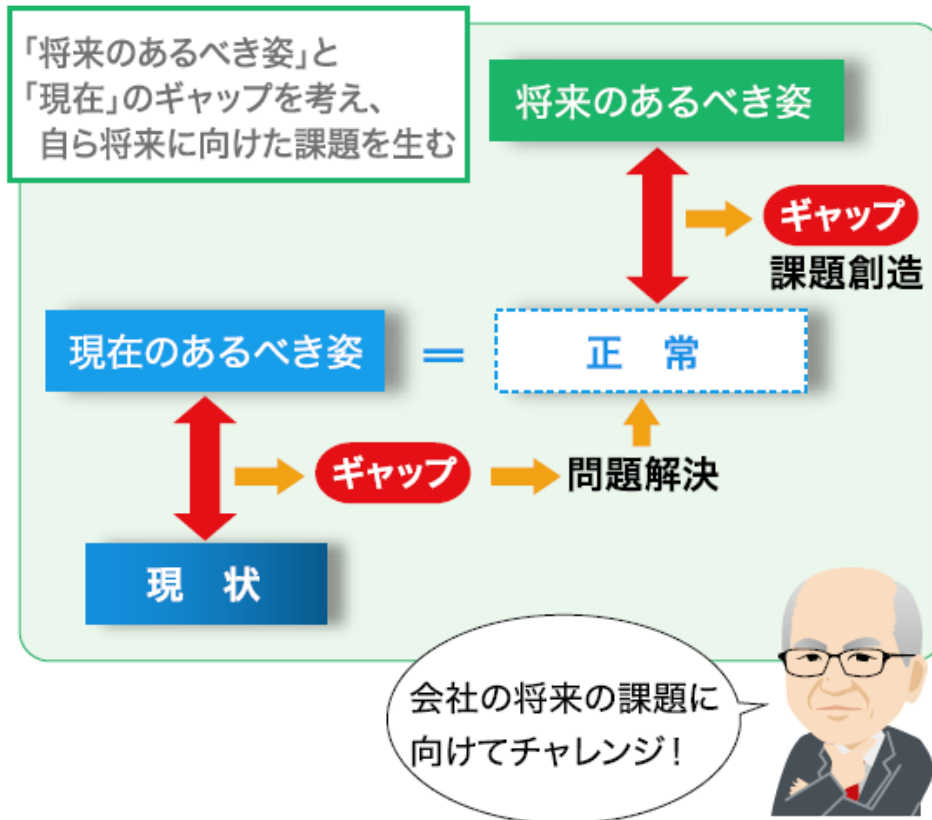 「将来のあるべき姿」と
「現在」のギャップを考え、
自ら将来に向けた課題を生む
将来のあるべき姿
ギャップ
課題創造
現在のあるべき姿
＝
正　常
ギャップ
問題解決
現　状
会社の将来の課題に
向けてチャレンジ！